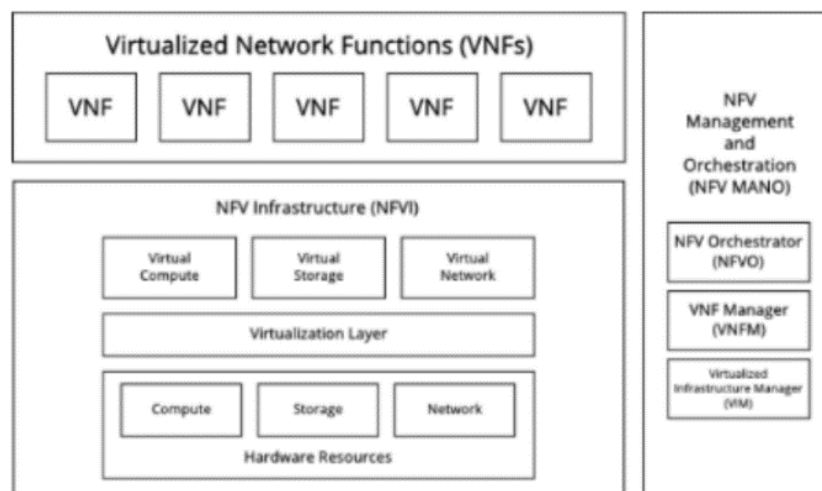 Virtualized Network Functions (VNFs)
VNF
VNF
VNF
VNF
VNF
NFV Infrastructure (NFVI)
Virtual
Compute
Virtual
Storage
Virtual
Network
Virtualization Layer
Compute
Storage
Network
Hardware Resources
NFV
Management
and
Orchestration
(NFV MANO)
NFV Orchestrator
(NFVO)
VNF Manager
(VNFM)
Virtualized
Infrastructure Manager
(VIM)